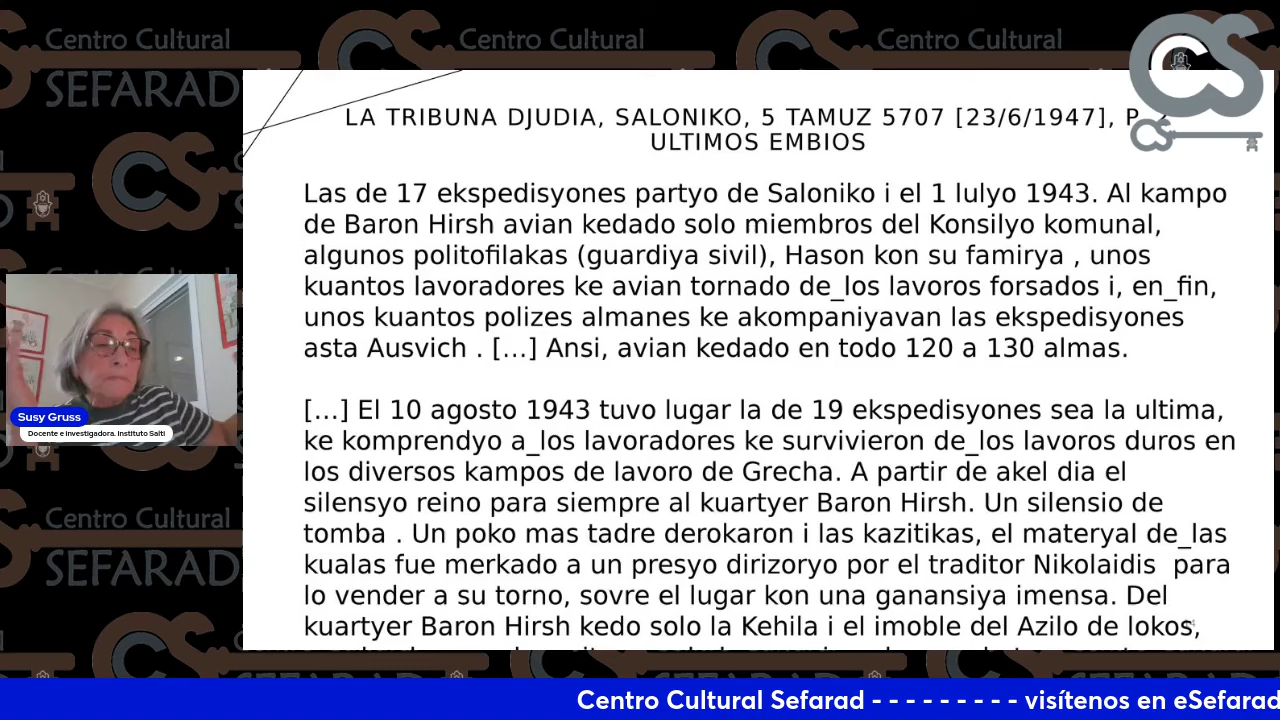 Centro Cultural
SEFARAD
Centro Cultural
Centro Cultural
CS
LA TRIBUNA DJUDIA, SALONIKO, 5 TAMUZ 5707 [23/6/1947], P
ULTIMOS EMBIOS
Las de 17 ekspedisyones partyo de Saloniko i el 1 lulyo 1943. Al kampo
de Baron Hirsh avian kedado solo miembros del Konsilyo komunal,
algunos politofilakas (guardiya sivil), Hason kon su famirya , unos
kuantos lavoradores ke avian tornado de_los lavoros forsados i, en_fin,
unos kuantos polizes almanes ke akompaniyavan las ekspedisyones
asta Ausvich . [...] Ansi, avian kedado en todo 120 a 130 almas.
[...] El 10 agosto 1943 tuvo lugar la de 19 ekspedisyones sea la ultima,
ke komprendyo a_los lavoradores ke survivieron de_los lavoros duros en
los diversos kampos de lavoro de Grecha. A partir de akel dia el
silensyo reino para siempre al kuartyer Baron Hirsh. Un silensio de
tomba . Un poko mas tadre derokaron i las kazitikas, el materyal de_las
kualas fue merkado a un presyo dirizoryo por el traditor Nikolaidis para
lo vender a su torno, sovre el lugar kon una ganansiya imensa. Del
kuartyer Baron Hirsh kedo solo la Kehila i el imoble del Azilo de lokos,
Susy Gruss
Docente e investigadora. Instituto Salti
Centro Cultural
SEFARAD
Centro Cultural Sefarad - - - - - - - - - visítenos en eSefarad